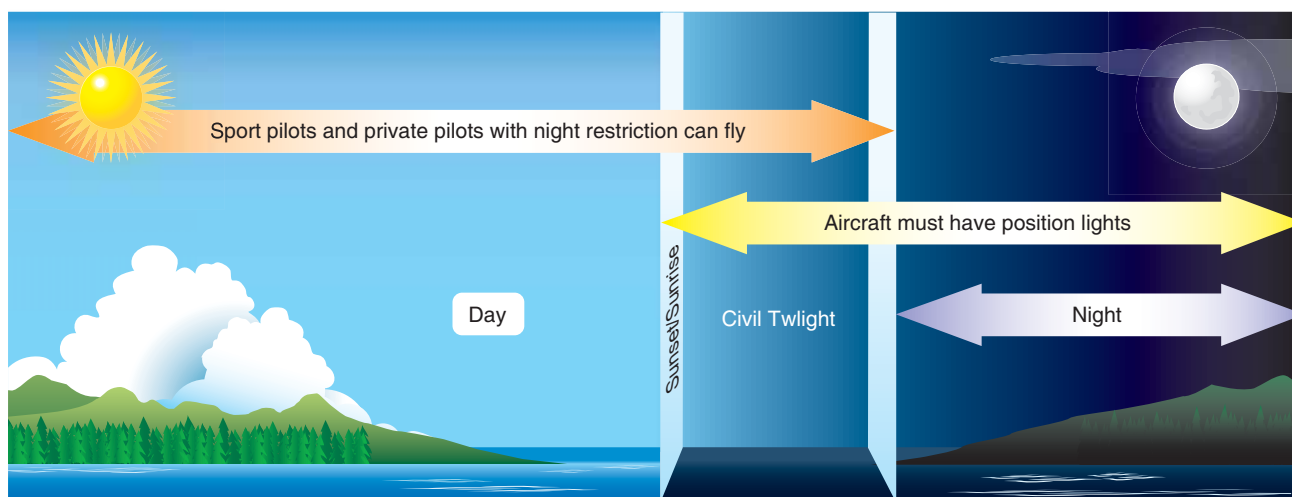 Sport pilots and private pilots with night restriction can fly
Aircraft must have position lights
Day
Sunset/Sunrise
Civil Twlight
Night